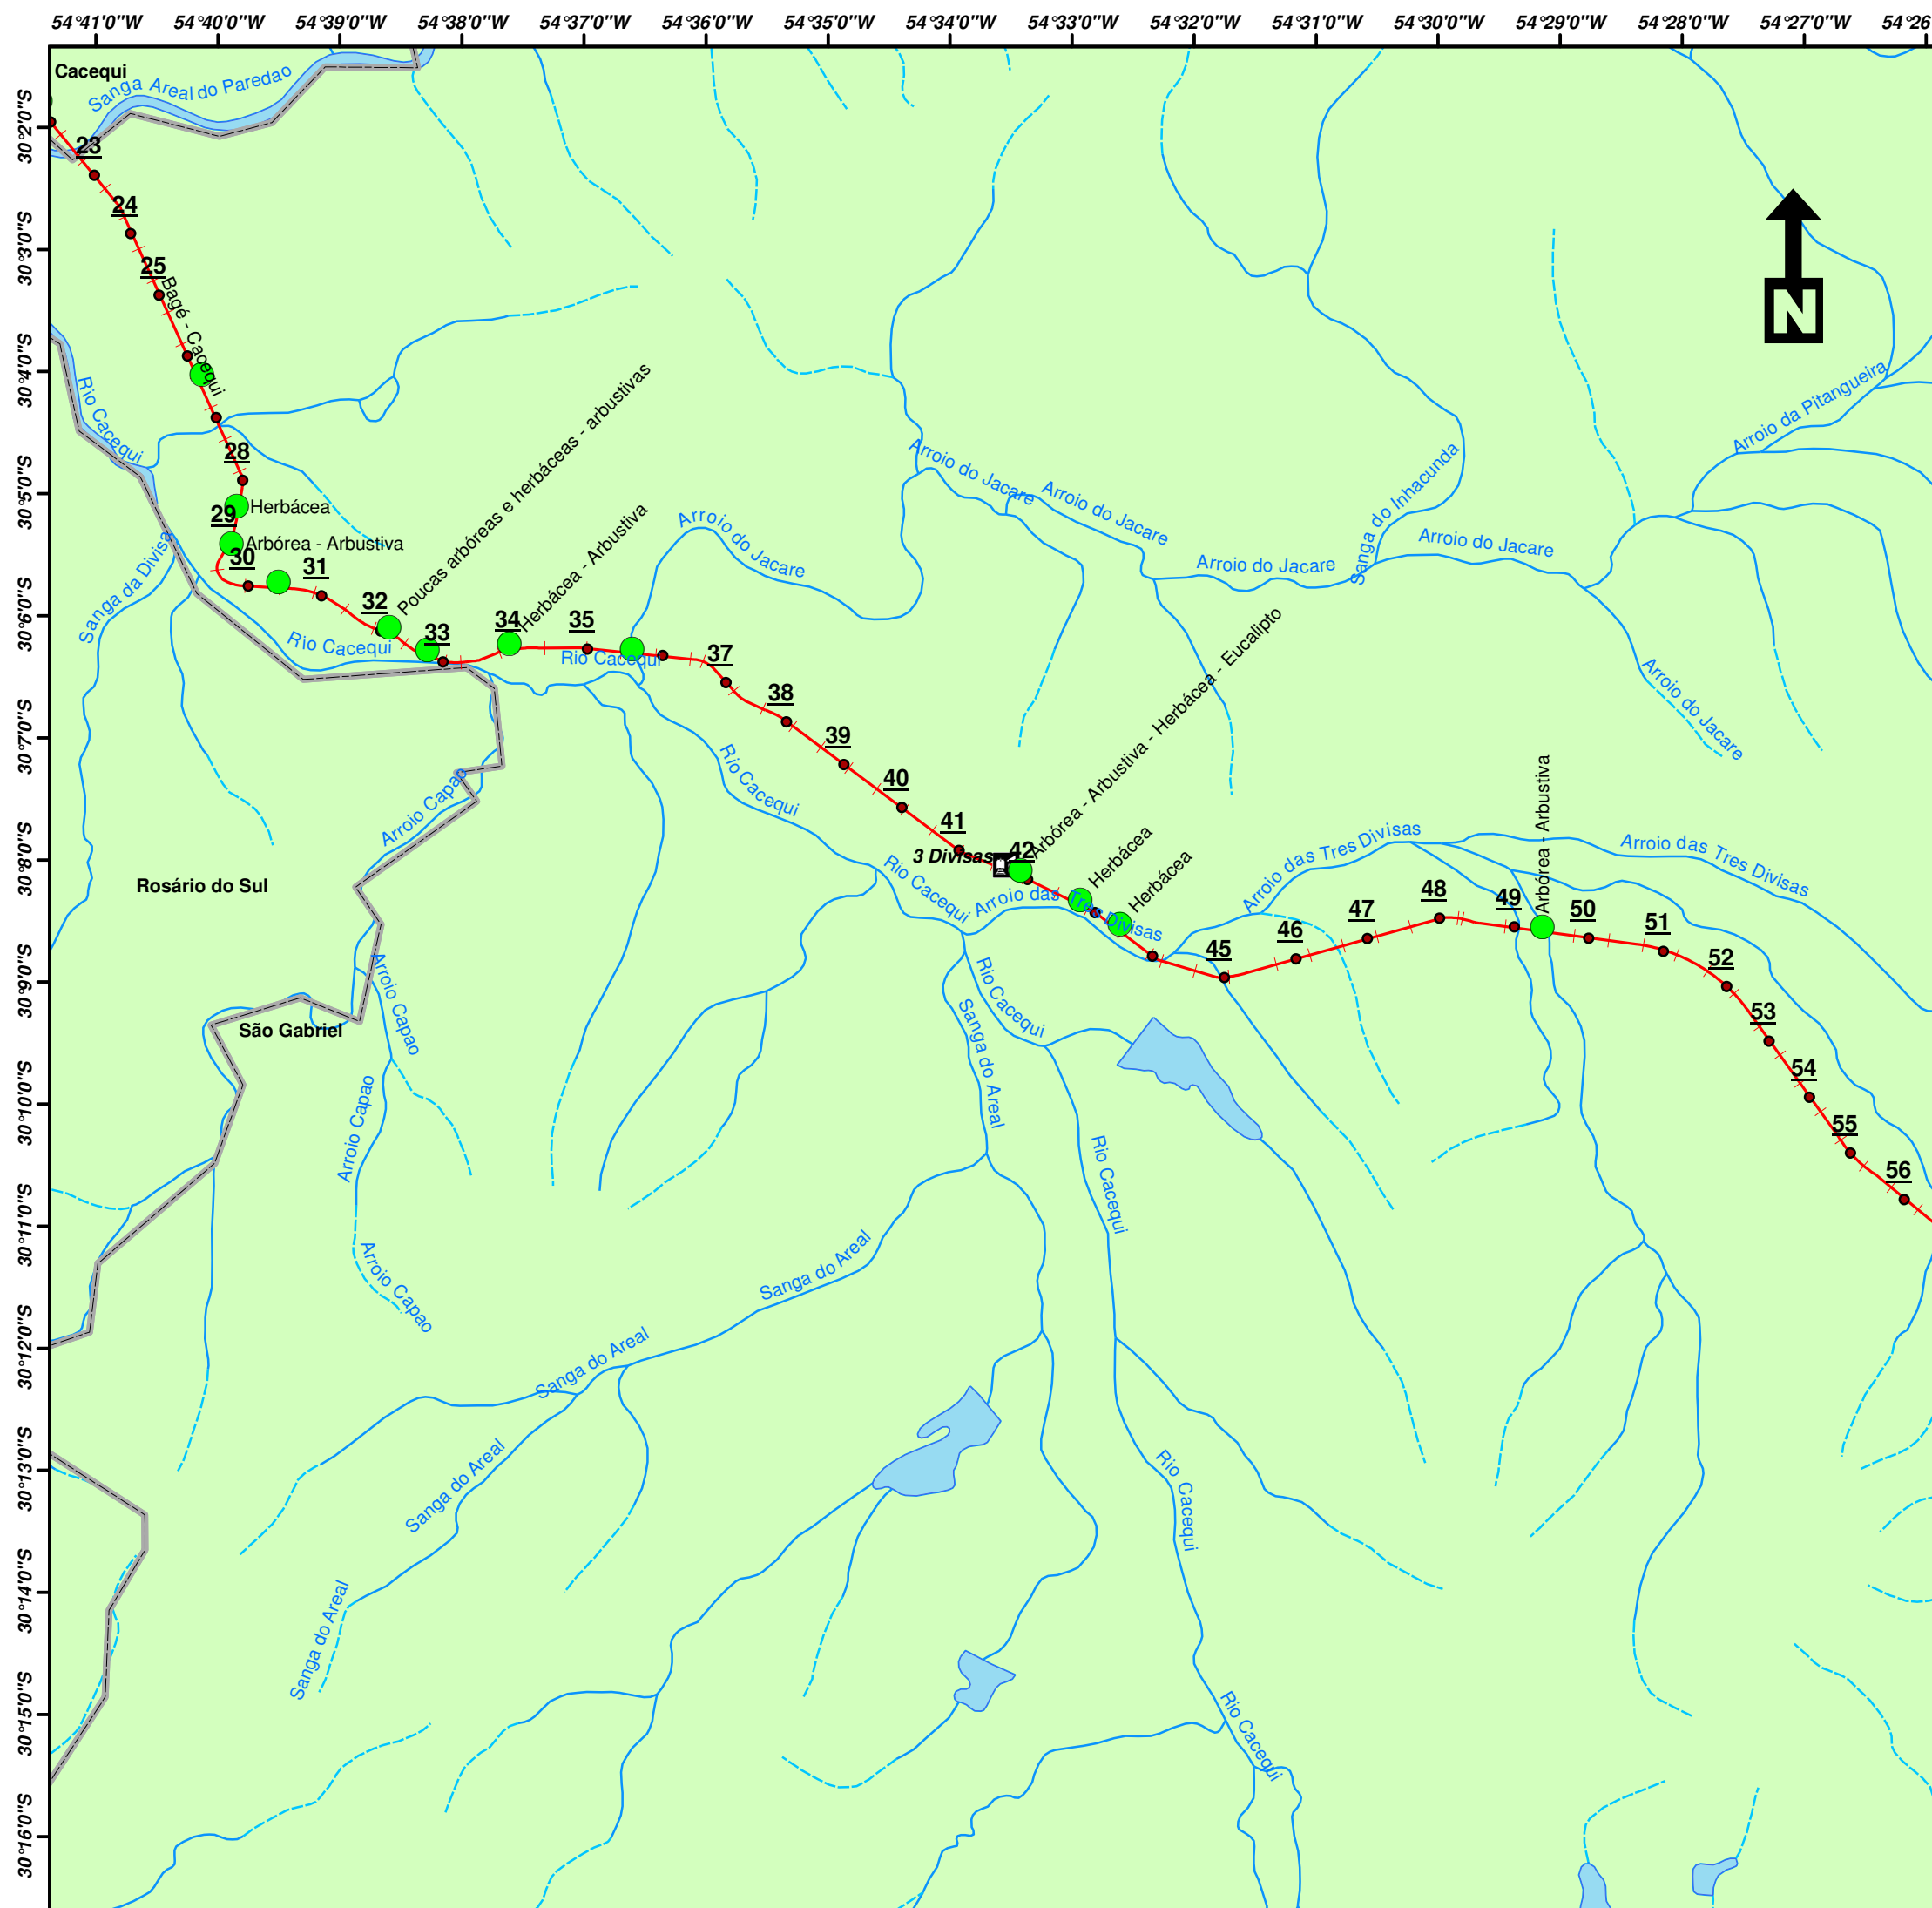 54°41'0"W 54°40'0"W 54°39'0"W 54°38'0"W 54°37'0"W 54°36'0"W 54°35'0"W 54°34'0"W 54°33'0"W 54°32'0"W 54°31'0"W 54°30'0"W 54°29'0"W 54°28'0"W 54°27'0"W 54°26
Cacequi
Sanga Areal do Paredao
30°2'0"S
23
24
30°3'0"S
25
Bagé - Cacequi
N
30°4'0"S
Rio Cacequi
Poucas arbóreas e herbáceas - arbustivas
Arroio da Pitangueira
28
Arroio do Jacare
Arroio do Jacare
Sanga do Inhacunda
30°5'0"S
Herbácea
29
Arroio do Jacare
Herbácea - Arbustiva
Arbórea - Arbustiva
Arroio do Jacare
Arroio do Jacare
30
31
Sanga da Divisa
30°6'0"S
32
33
34
35
Rio Cacequi
Rio Cacequi
37
Arbórea - Arbustiva - Herbácea - Eucalipto
Arroio do Jacare
38
30°7'0"S
39
Rio Cacequi
40
Arroio Capao
41
42
3 Divisas
30°8'0"S
Herbácea
Herbácea
Arroio das Tres Divisas
Arbórea - Arbustiva
Arroio das Tres Divisas
Rosário do Sul
Rio Cacequi
Arroio das Tres Divisas
45
46
47
48
49
50
51
52
30°9'0"S
Arroio Capao
Rio Cacequi
Sanga do Areal
São Gabriel
53
54
30°10'0"S
Arroio Capao
55
Rio Cacequi
56
30°11'0"S
Arroio Capao
Sanga do Areal
30°12'0"S
Sanga do Areal
30°13'0"S
Sanga do Areal
Rio Cacequi
30°14'0"S
Sanga do Areal
30°15'0"S
Rio Cacequi
30°16'0"S